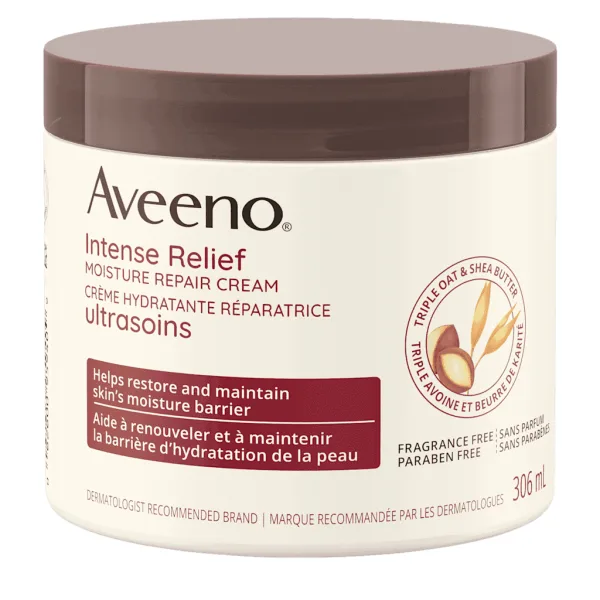 Aveeno®
Intense Relief
MOISTURE REPAIR CREAM
CRÈME HYDRATANTE RÉPARATRICE
ultrasoins
Helps restore and maintain
skin's moisture barrier
Aide à renouveler et à maintenir
la barrière d'hydratation de la peau
TRIPLE OAT & SHEA BUTTER
TRIPLE AVOINE ET BEURRE DE KARITÉ
FRAGRANCE FREE | SANS PARFUM
PARABEN FREE | SANS PARABÈNES
306 mL
DERMATOLOGIST RECOMMENDED BRAND | MARQUE RECOMMANDÉE PAR LES DERMATOLOGUES